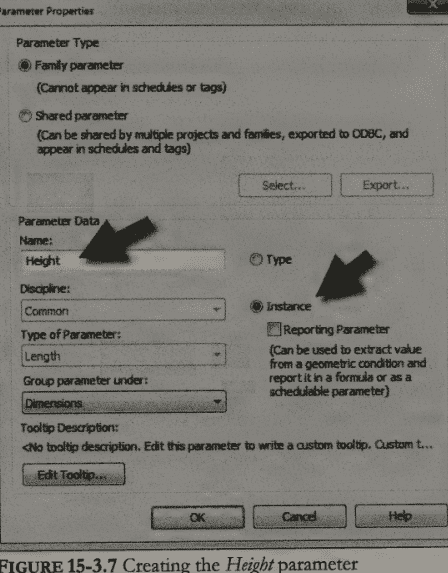 Parameter Properties
Parameter Type
Family parameter
(Cannot appear in schedules or tags)
Shared parameter
(Can be shared by multiple projects and families, exported to ODBC, and
appear in schedules and tags)
Select...
Export...
Parameter Data
Name:
Height
Type
Discipline:
Common
Instance
Reporting Parameter
Type of Parameter:
Length
(Can be used to extract value
from a geometric condition and
report it in a formula or as a
schedulable parameter)
Group parameter under:
Dimensions
Tooltip Description:
<No tooltip description. Edit this parameter to write a custom tooltip. Custom t...
Edit Tooltip...
OK
Cancel
Help
FIGURE 15-3.7 Creating the Height parameter